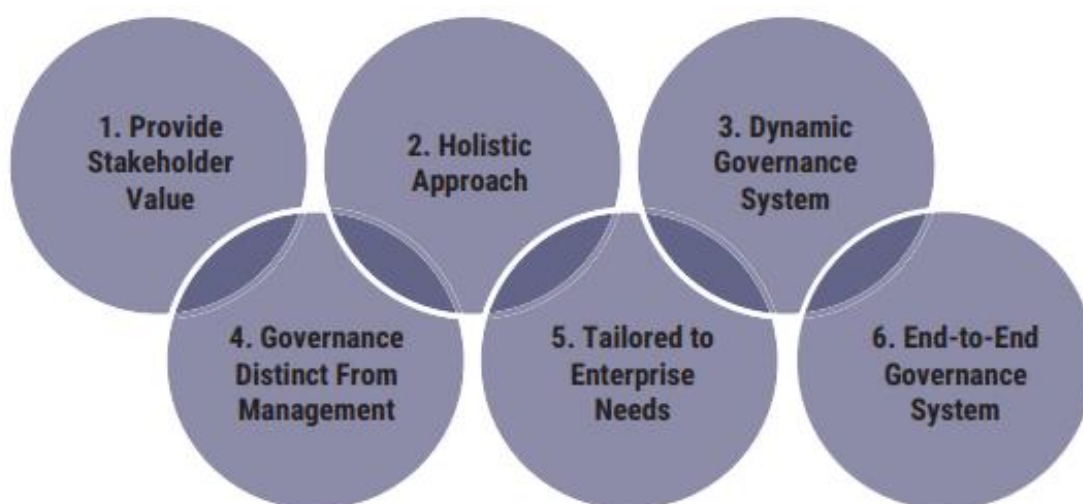 1. Provide
Stakeholder
Value
2. Holistic
Approach
3. Dynamic
Governance
System
4. Governance
Distinct From
Management
5. Tailored to
Enterprise
Needs
6. End-to-End
Governance
System